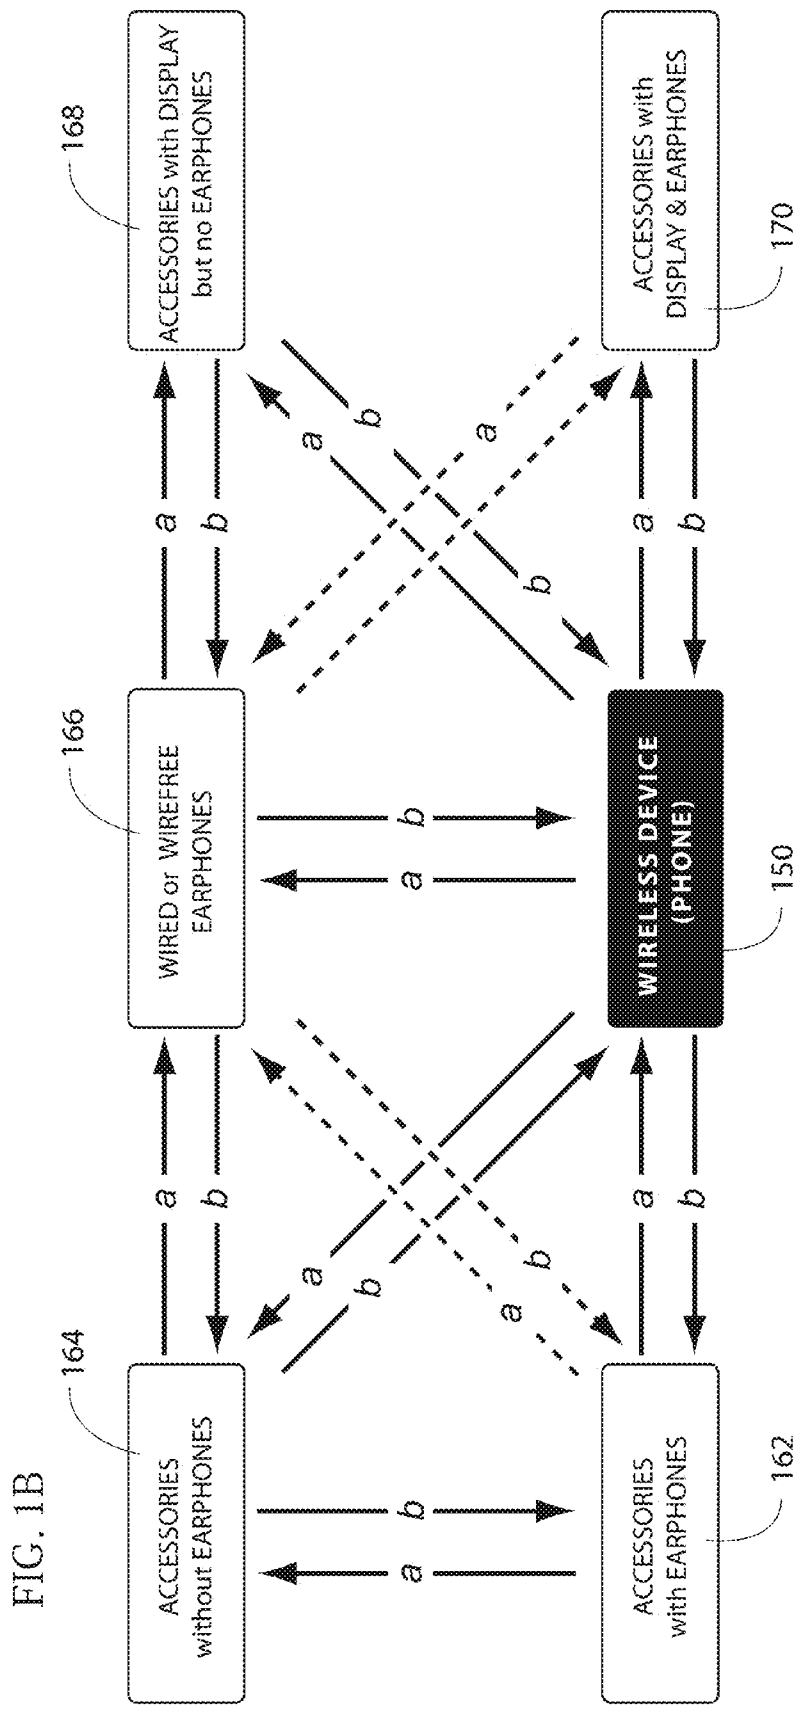 FIG. 1B
164
166
168
ACCESSORIES
without EARPHONES
WIRED or WIREFREE
EARPHONES
ACCESSORIES with DISPLAY
but no EARPHONES
a
a
b
b
a
a
b
b
a
b
a
b
a
a
b
b
a
a
b
b
ACCESSORIES
with EARPHONES
WIRELESS DEVICE
(PHONE)
ACCESSORIES with
DISPLAY & EARPHONES
162
150
170